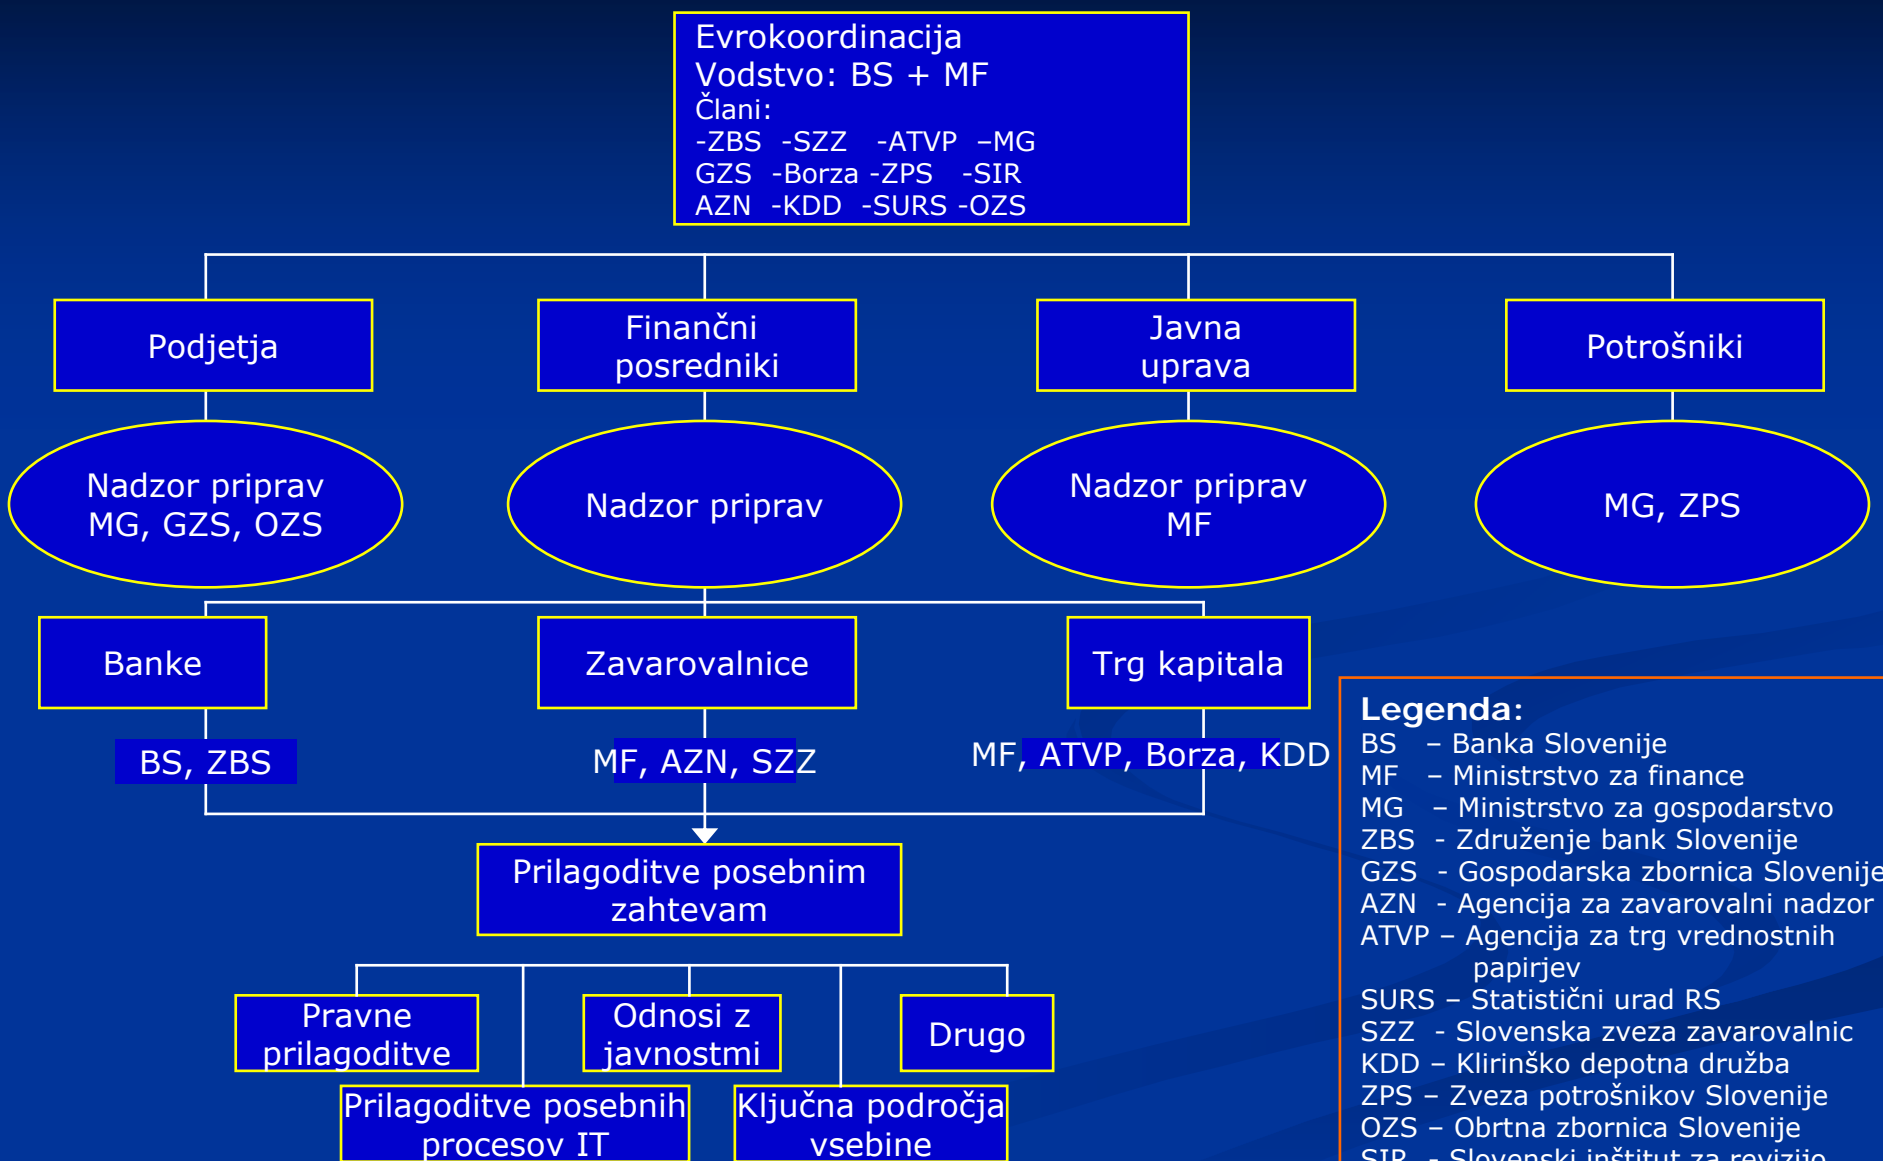 Evrokoordinacija
Vodstvo: BS + MF
Člani:
-ZBS -SZZ -ATVP –MG
GZS -Borza -ZPS -SIR
AZN -KDD -SURS -OZS
Podjetja
Finančni
posredniki
Javna
uprava
Potrošniki
Nadzor priprav
MG, GZS, OZS
Nadzor priprav
Nadzor priprav
MF
MG, ZPS
Banke
Zavarovalnice
Trg kapitala
BS, ZBS
MF, AZN, SZZ
MF, ATVP, Borza, KDD
Prilagoditve posebnim
zahtevam
Pravne
prilagoditve
Odnosi z
javnostmi
Drugo
Prilagoditve posebnih
procesov IT
Ključna področja
vsebine
Legenda:
BS – Banka Slovenije
MF – Ministrstvo za finance
MG – Ministrstvo za gospodarstvo
ZBS - Združenje bank Slovenije
GZS - Gospodarska zbornica Slovenije
AZN - Agencija za zavarovalni nadzor
ATVP – Agencija za trg vrednostnih
papirjev
SURS – Statistični urad RS
SZZ - Slovenska zveza zavarovalnic
KDD – Klirinško depotna družba
ZPS – Zveza potrošnikov Slovenije
OZS – Obrtna zbornica Slovenije
SIR - Slovenski inštitut za revizijo